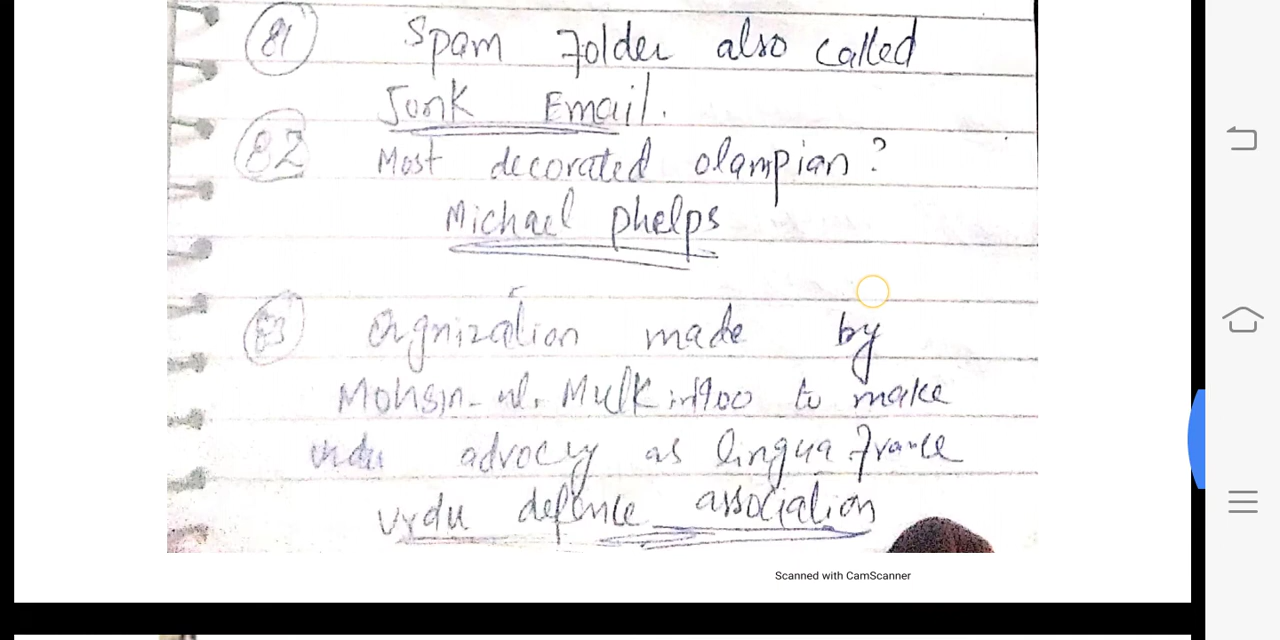 81 Spam Folder also called
Junk Email.
82 Most decorated olampian?
Michael phelps
83 Orgnization made by
Mohsin-ul. Mulk in 1900 to make
urdu advocy as lingua france
urdu defence association
Scanned with CamScanner